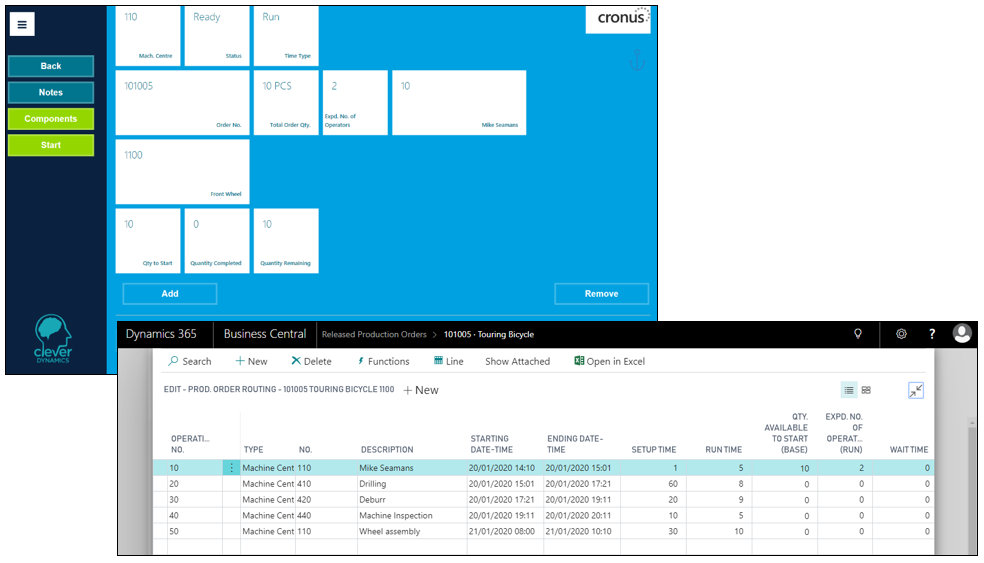 110 Ready Run
Mach. Centre Status Time Type
cronus
Back
Notes
Components
Start
101005 10 PCS 2 10
Order No. Total Order Qty. Expd. No. of Operators Mike Seamans
1100
Front Wheel
10 0 10
Qty to Start Quantity Completed Quantity Remaining
Add Remove
clever
DYNAMICS
Dynamics 365 Business Central Released Production Orders > 101005 · Touring Bicycle ?
Search + New Delete Functions Line Show Attached Open in Excel
EDIT - PROD. ORDER ROUTING - 101005 TOURING BICYCLE 1100 + New
OPERATI... NO. TYPE NO. DESCRIPTION STARTING DATE-TIME ENDING DATE-TIME SETUP TIME RUN TIME QTY. AVAILABLE TO START (BASE) EXPD. NO. OF OPERAT... (RUN) WAIT TIME
10 Machine Cent 110 Mike Seamans 20/01/2020 14:10 20/01/2020 15:01 1 5 10 2 0
20 Machine Cent 410 Drilling 20/01/2020 15:01 20/01/2020 17:21 60 8 0 0 0
30 Machine Cent 420 Deburr 20/01/2020 17:21 20/01/2020 19:11 20 9 0 0 0
40 Machine Cent 440 Machine Inspection 20/01/2020 19:11 20/01/2020 20:11 10 5 0 0 0
50 Machine Cent 110 Wheel assembly 21/01/2020 08:00 21/01/2020 10:10 30 10 0 0 0